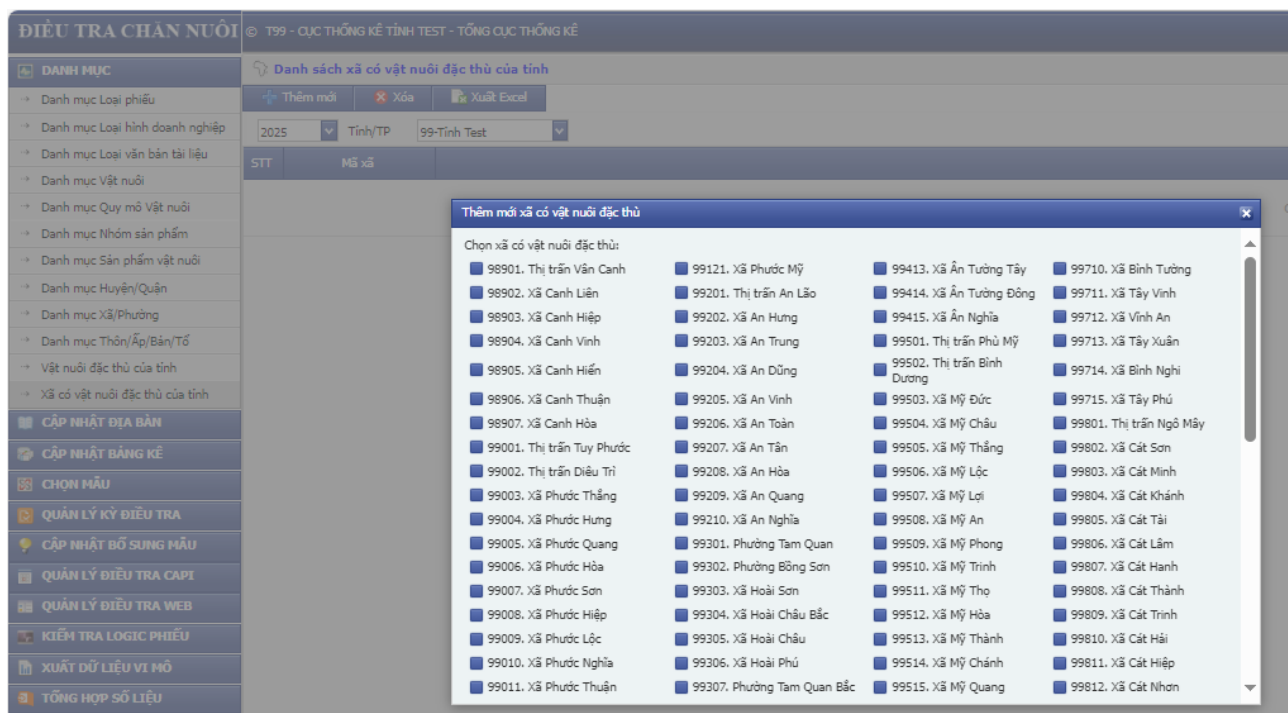 ĐIỀU TRA CHĂN NUÔI © T99 - CỤC THỐNG KÊ TỈNH TEST - TỔNG CỤC THỐNG KÊ
DANH MỤC
Danh mục Loại phiếu
Danh mục Loại hình doanh nghiệp
Danh mục Loại văn bản tài liệu
Danh mục Vật nuôi
Danh mục Quy mô Vật nuôi
Danh mục Nhóm sản phẩm
Danh mục Sản phẩm vật nuôi
Danh mục Huyện/Quận
Danh mục Xã/Phường
Danh mục Thôn/Ấp/Bản/Tổ
Vật nuôi đặc thù của tỉnh
Xã có vật nuôi đặc thù của tỉnh
CẬP NHẬT ĐỊA BÀN
CẬP NHẬT BẢNG KÊ
CHỌN MẪU
QUẢN LÝ KỲ ĐIỀU TRA
CẬP NHẬT BỔ SUNG MẪU
QUẢN LÝ ĐIỀU TRA CAPI
QUẢN LÝ ĐIỀU TRA WEB
KIỂM TRA LOGIC PHIẾU
XUẤT DỮ LIỆU VI MÔ
TỔNG HỢP SỐ LIỆU
Danh sách xã có vật nuôi đặc thù của tỉnh
Thêm mới Xóa Xuất Excel
2025 Tỉnh/TP 99-Tỉnh Test
STT Mã xã
Thêm mới xã có vật nuôi đặc thù
Chọn xã có vật nuôi đặc thù:
98901. Thị trấn Vân Canh 99121. Xã Phước Mỹ 99413. Xã Ân Tường Tây 99710. Xã Bình Tường
98902. Xã Canh Liên 99201. Thị trấn An Lão 99414. Xã Ân Tường Đông 99711. Xã Tây Vinh
98903. Xã Canh Hiệp 99202. Xã An Hưng 99415. Xã Ân Nghĩa 99712. Xã Vĩnh An
98904. Xã Canh Vinh 99203. Xã An Trung 99501. Thị trấn Phù Mỹ 99713. Xã Tây Xuân
98905. Xã Canh Hiển 99204. Xã An Dũng 99502. Thị trấn Bình Dương 99714. Xã Bình Nghi
98906. Xã Canh Thuận 99205. Xã An Vinh 99503. Xã Mỹ Đức 99715. Xã Tây Phú
98907. Xã Canh Hòa 99206. Xã An Toàn 99504. Xã Mỹ Châu 99801. Thị trấn Ngô Mây
99001. Thị trấn Tuy Phước 99207. Xã An Tân 99505. Xã Mỹ Thắng 99802. Xã Cát Sơn
99002. Thị trấn Diêu Trì 99208. Xã An Hòa 99506. Xã Mỹ Lộc 99803. Xã Cát Minh
99003. Xã Phước Thắng 99209. Xã An Quang 99507. Xã Mỹ Lợi 99804. Xã Cát Khánh
99004. Xã Phước Hưng 99210. Xã An Nghĩa 99508. Xã Mỹ An 99805. Xã Cát Tài
99005. Xã Phước Quang 99301. Phường Tam Quan 99509. Xã Mỹ Phong 99806. Xã Cát Lâm
99006. Xã Phước Hòa 99302. Phường Bồng Sơn 99510. Xã Mỹ Trinh 99807. Xã Cát Hanh
99007. Xã Phước Sơn 99303. Xã Hoài Sơn 99511. Xã Mỹ Thọ 99808. Xã Cát Thành
99008. Xã Phước Hiệp 99304. Xã Hoài Châu Bắc 99512. Xã Mỹ Hòa 99809. Xã Cát Trinh
99009. Xã Phước Lộc 99305. Xã Hoài Châu 99513. Xã Mỹ Thành 99810. Xã Cát Hải
99010. Xã Phước Nghĩa 99306. Xã Hoài Phú 99514. Xã Mỹ Chánh 99811. Xã Cát Hiệp
99011. Xã Phước Thuận 99307. Phường Tam Quan Bắc 99515. Xã Mỹ Quang 99812. Xã Cát Nhơn